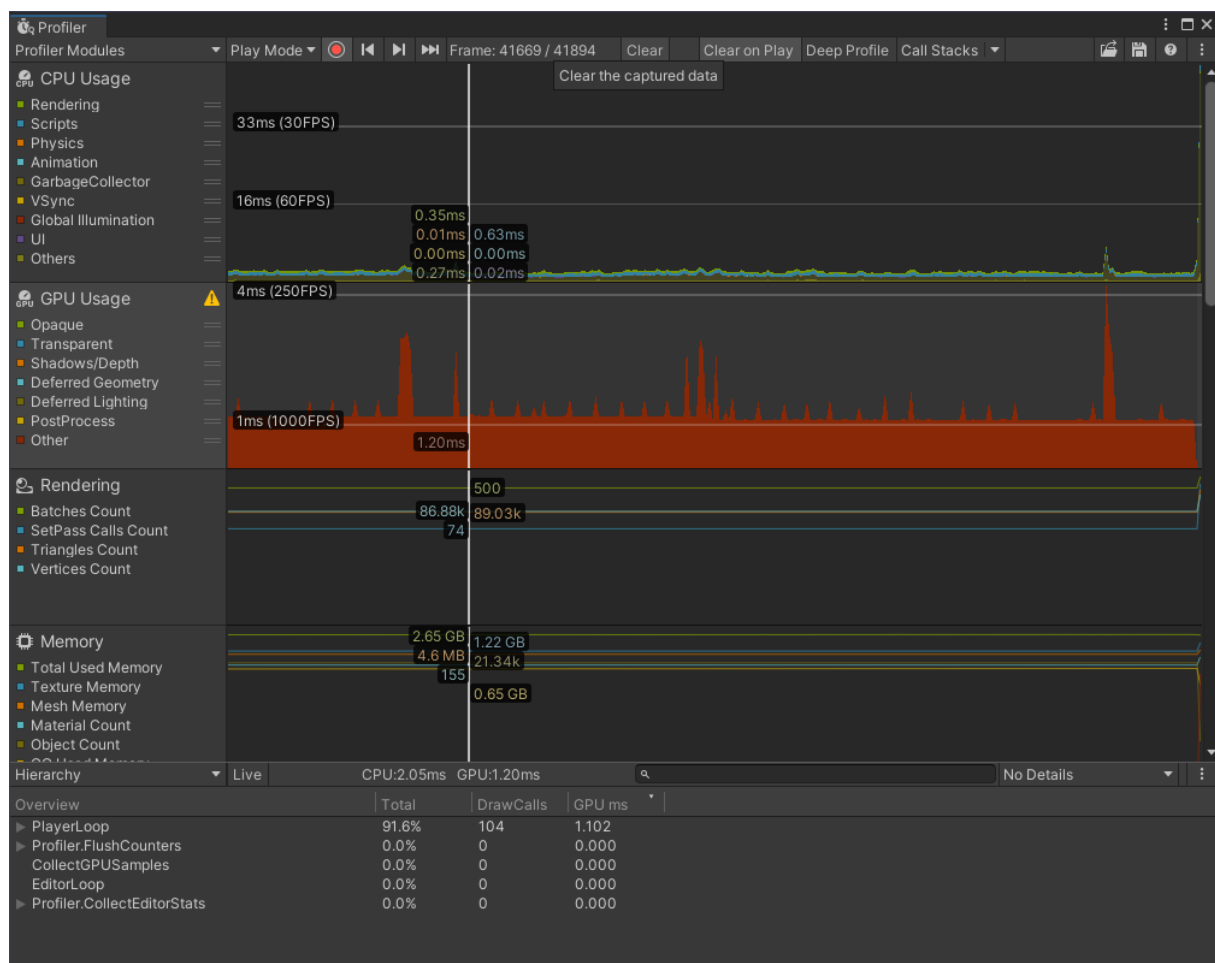 Profiler
Profiler Modules Play Mode Frame: 41669 / 41894 Clear Clear on Play Deep Profile Call Stacks
Clear the captured data
CPU Usage
Rendering
Scripts
Physics
Animation
GarbageCollector
VSync
Global Illumination
UI
Others
33ms (30FPS)
16ms (60FPS)
0.35ms
0.01ms 0.63ms
0.00ms 0.00ms
0.27ms 0.02ms
GPU Usage
Opaque
Transparent
Shadows/Depth
Deferred Geometry
Deferred Lighting
PostProcess
Other
4ms (250FPS)
1ms (1000FPS)
1.20ms
Rendering
Batches Count
SetPass Calls Count
Triangles Count
Vertices Count
500
86.88k 89.03k
74
Memory
Total Used Memory
Texture Memory
Mesh Memory
Material Count
Object Count
2.65 GB 1.22 GB
4.6 MB 21.34k
155
0.65 GB
Hierarchy Live CPU:2.05ms GPU:1.20ms No Details
Overview Total DrawCalls GPU ms
PlayerLoop 91.6% 104 1.102
Profiler.FlushCounters 0.0% 0 0.000
CollectGPUSamples 0.0% 0 0.000
EditorLoop 0.0% 0 0.000
Profiler.CollectEditorStats 0.0% 0 0.000